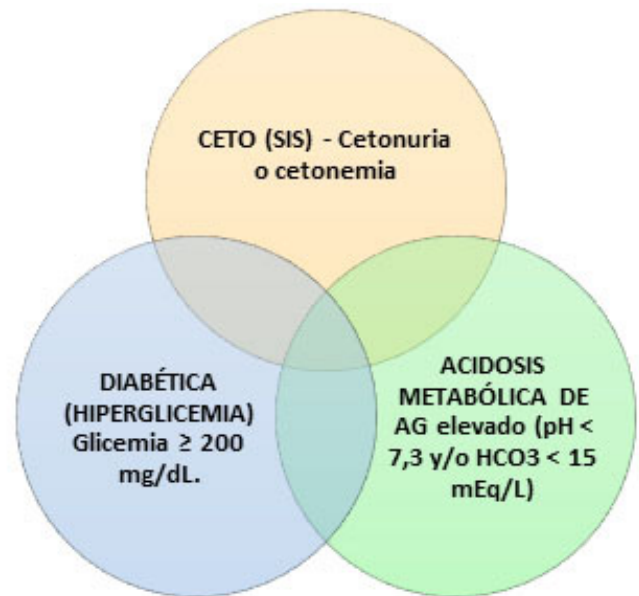 CETO (SIS) - Cetonuria
o cetonemia
DIABÉTICA
(HIPERGLICEMIA)
Glicemia ≥ 200
mg/dL.
ACIDOSIS
METABÓLICA DE
AG elevado (pH <
7,3 y/o HCO3 < 15
mEq/L)